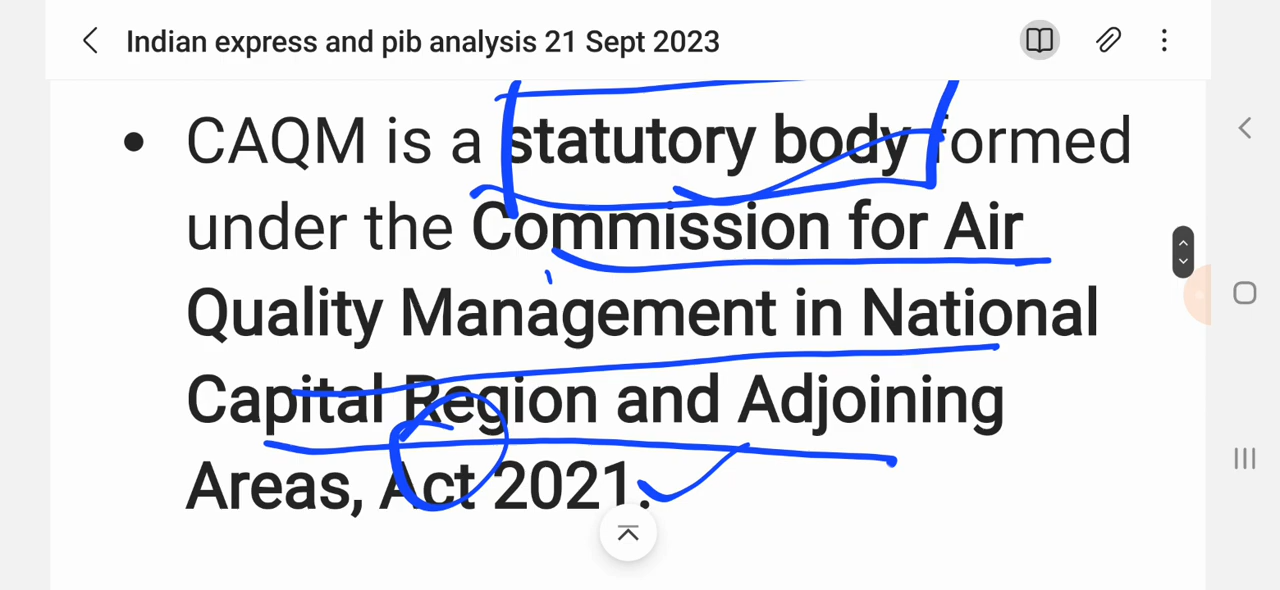 Indian express and pib analysis 21 Sept 2023
• CAQM is a statutory body formed
under the Commission for Air
Quality Management in National
Capital Region and Adjoining
Areas, Act 2021.